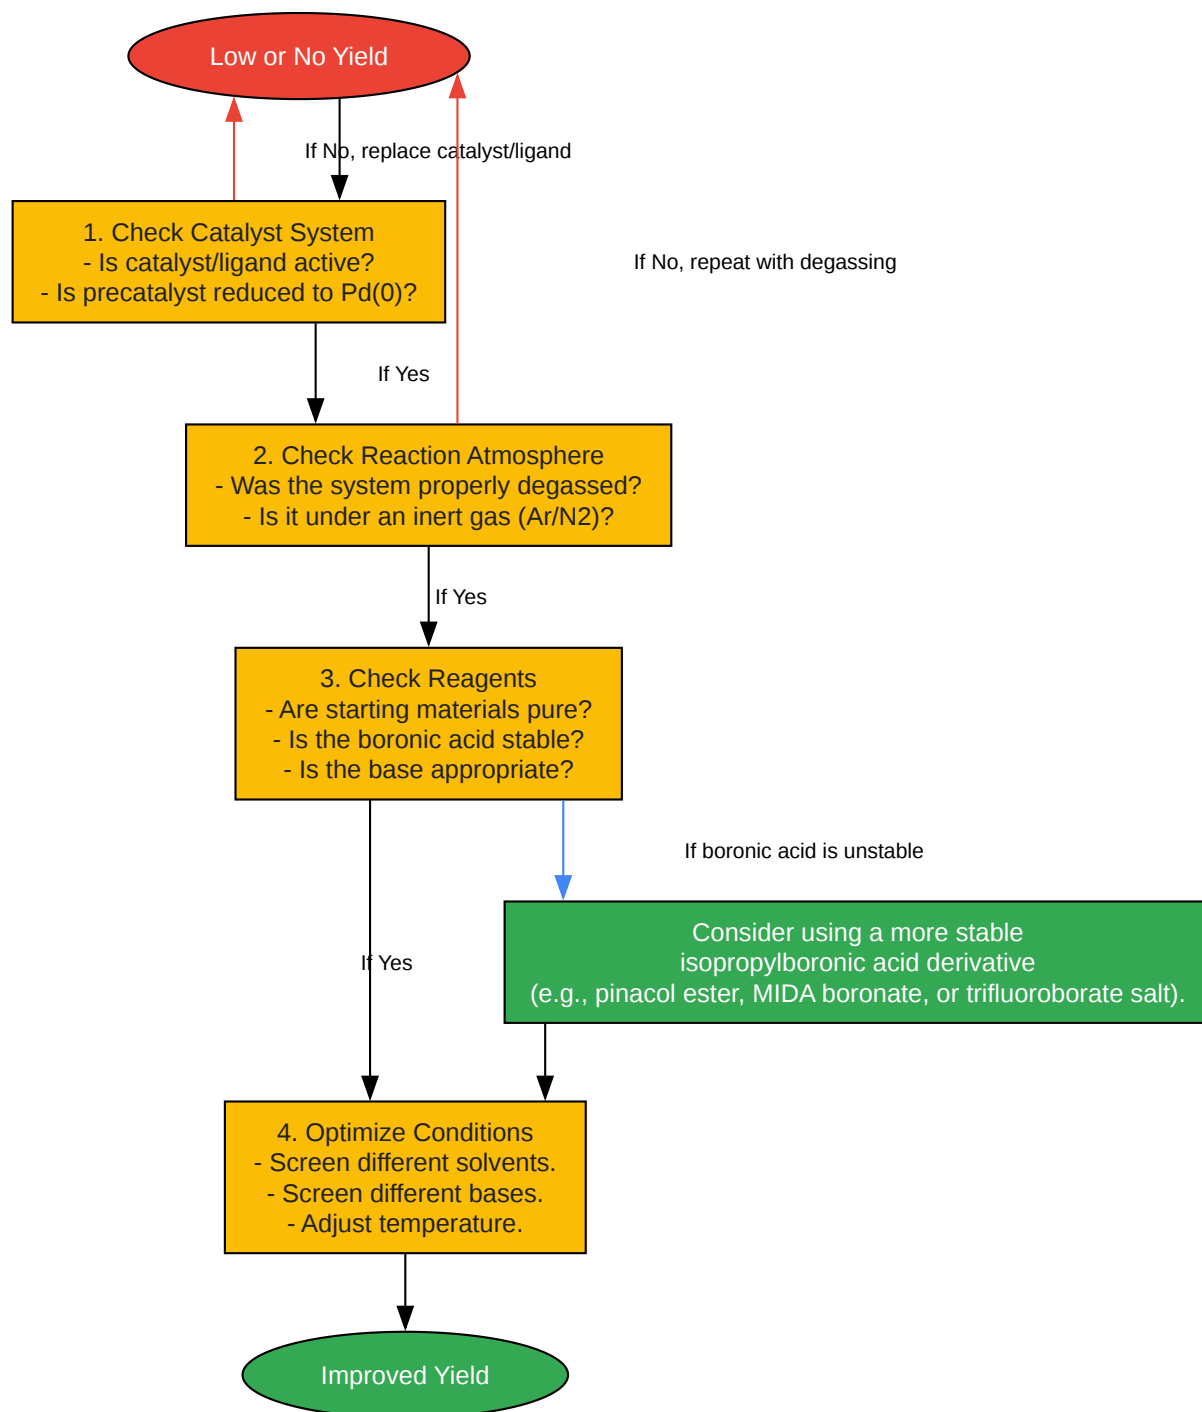 Low or No Yield
If No, replace catalyst/ligand
1. Check Catalyst System
- Is catalyst/ligand active?
- Is precatalyst reduced to Pd(0)?
If No, repeat with degassing
If Yes
2. Check Reaction Atmosphere
- Was the system properly degassed?
- Is it under an inert gas (Ar/N2)?
If Yes
3. Check Reagents
- Are starting materials pure?
- Is the boronic acid stable?
- Is the base appropriate?
If boronic acid is unstable
Consider using a more stable
isopropylboronic acid derivative
(e.g., pinacol ester, MIDA boronate, or trifluoroborate salt).
If Yes
4. Optimize Conditions
- Screen different solvents.
- Screen different bases.
- Adjust temperature.
Improved Yield